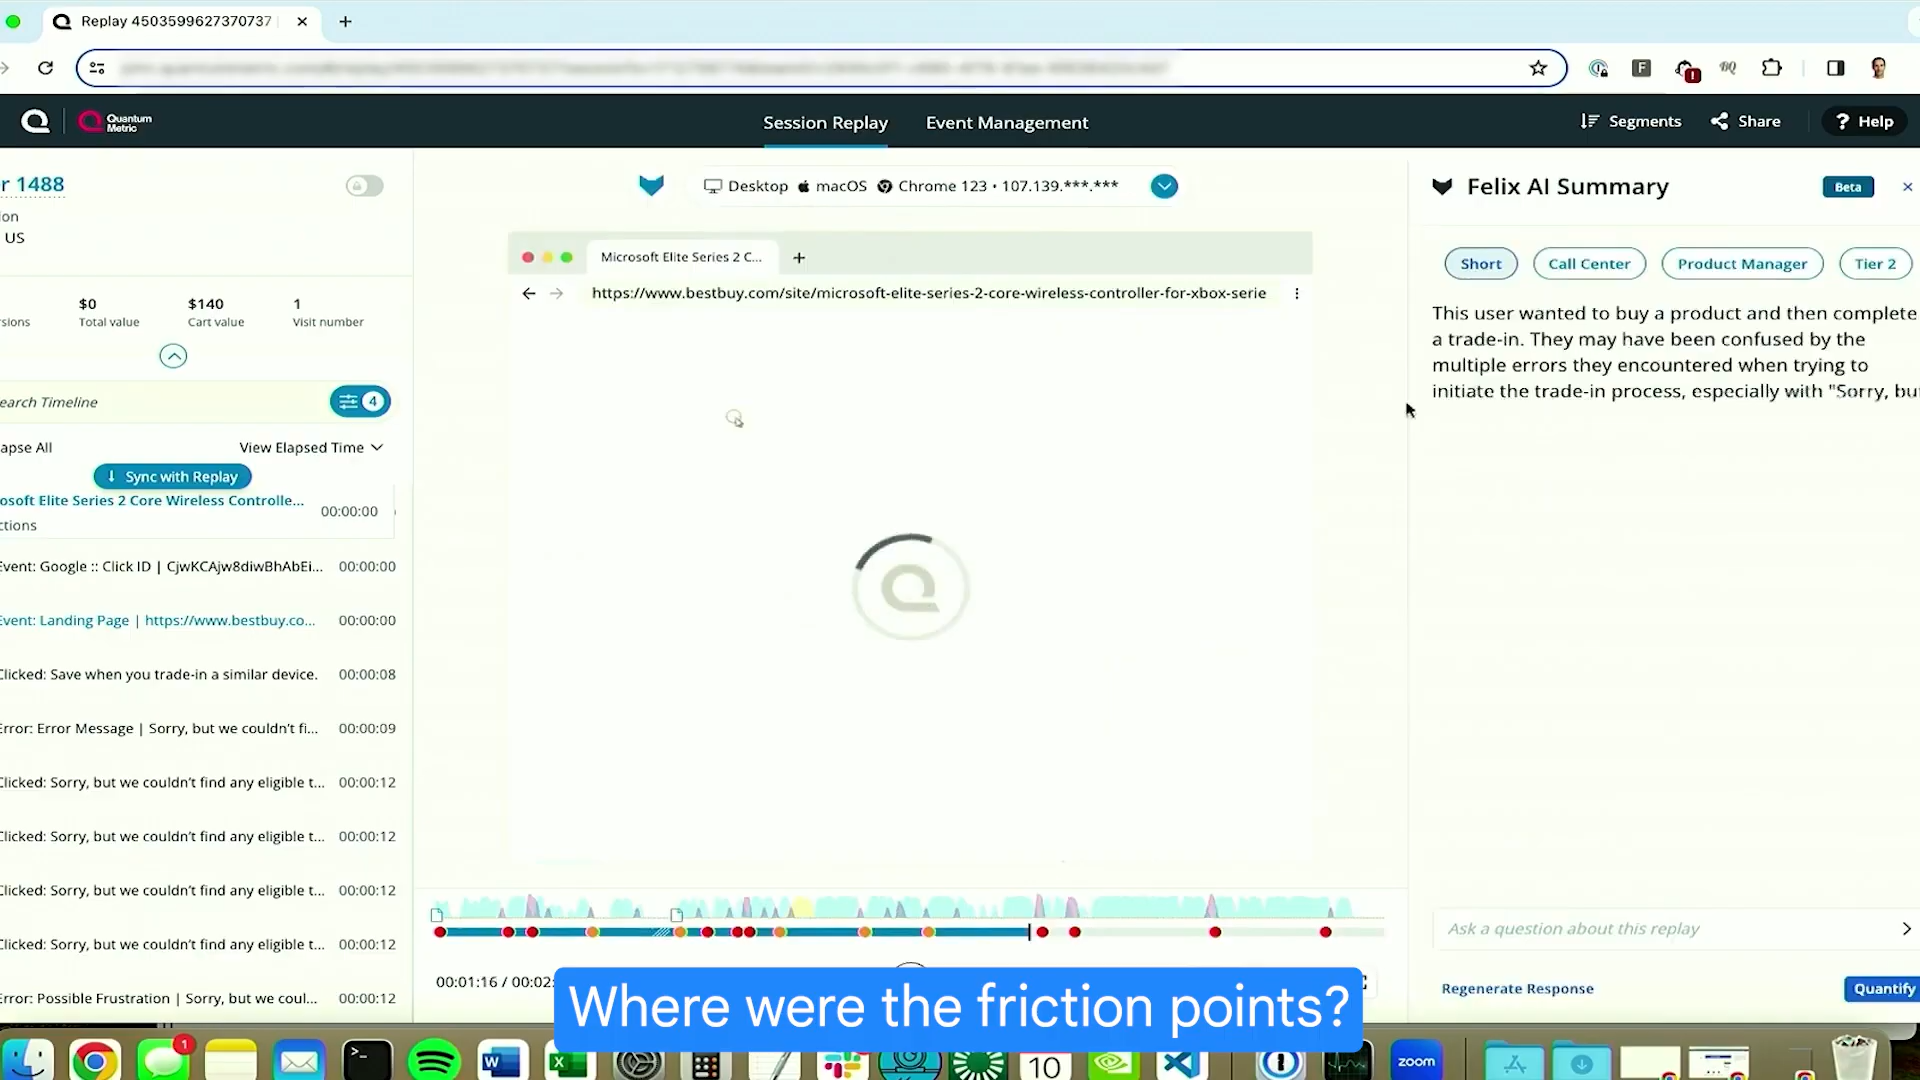 Replay 4503599627370737
Quantum Metric
Session Replay
Event Management
Segments
Share
? Help
r 1488
ion
US
$0
Total value
$140
Cart value
1
Visit number
rsions
earch Timeline
4
apse All
View Elapsed Time
Sync with Replay
osoft Elite Series 2 Core Wireless Controlle...
00:00:00
ctions
Event: Google :: Click ID | CjwKCAjw8diwBhAbEi... 00:00:00
Event: Landing Page | https://www.bestbuy.co... 00:00:00
Clicked: Save when you trade-in a similar device. 00:00:08
Error: Error Message | Sorry, but we couldn't fi... 00:00:09
Clicked: Sorry, but we couldn't find any eligible t... 00:00:12
Clicked: Sorry, but we couldn't find any eligible t... 00:00:12
Clicked: Sorry, but we couldn't find any eligible t... 00:00:12
Clicked: Sorry, but we couldn't find any eligible t... 00:00:12
Error: Possible Frustration | Sorry, but we coul... 00:00:12
Desktop macOS Chrome 123 • 107.139.***.***
Microsoft Elite Series 2 C...
https://www.bestbuy.com/site/microsoft-elite-series-2-core-wireless-controller-for-xbox-serie
00:01:16 / 00:02:
Felix AI Summary
Beta
Short
Call Center
Product Manager
Tier 2
This user wanted to buy a product and then complete
a trade-in. They may have been confused by the
multiple errors they encountered when trying to
initiate the trade-in process, especially with "Sorry, bu
Ask a question about this replay
Regenerate Response
Quantify
Where were the friction points?
1
10
zoom